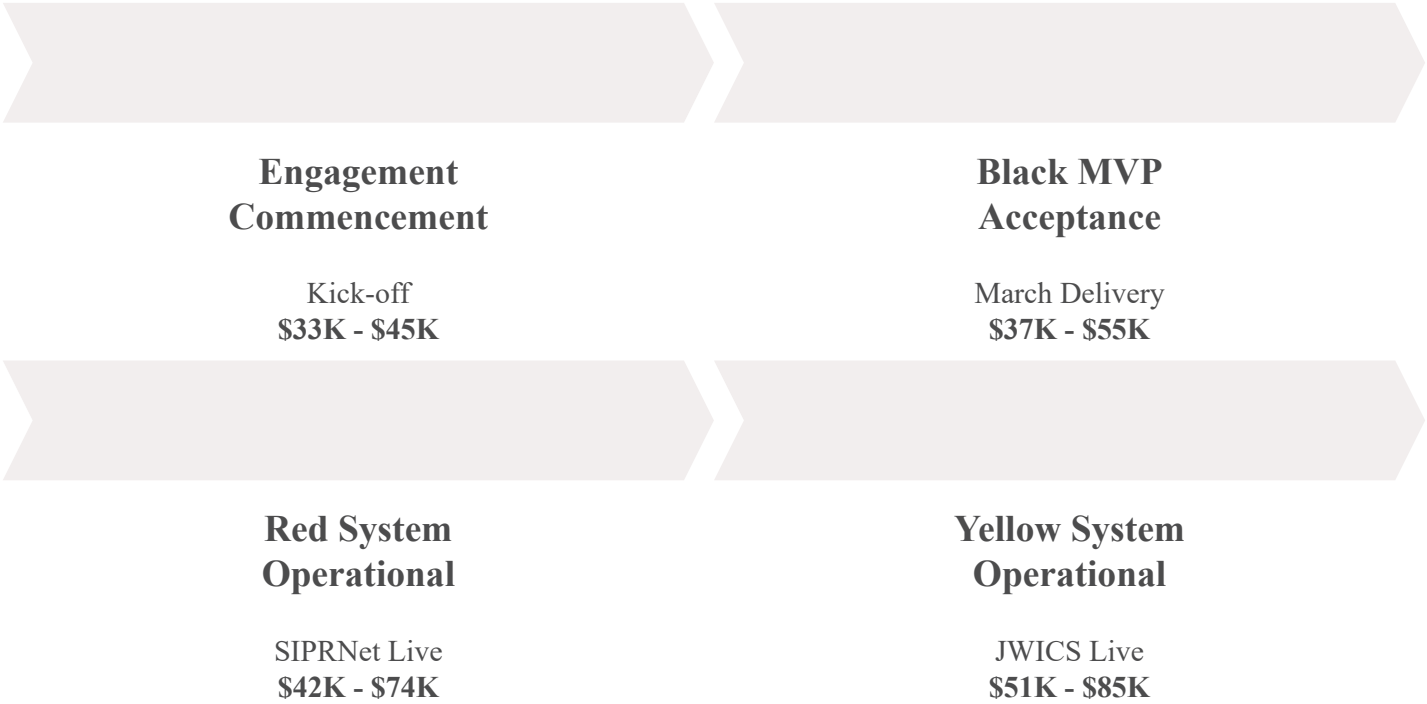 Engagement
Commencement
Kick-off
$33K - $45K
Black MVP
Acceptance
March Delivery
$37K - $55K
Red System
Operational
SIPRNet Live
$42K - $74K
Yellow System
Operational
JWICS Live
$51K - $85K